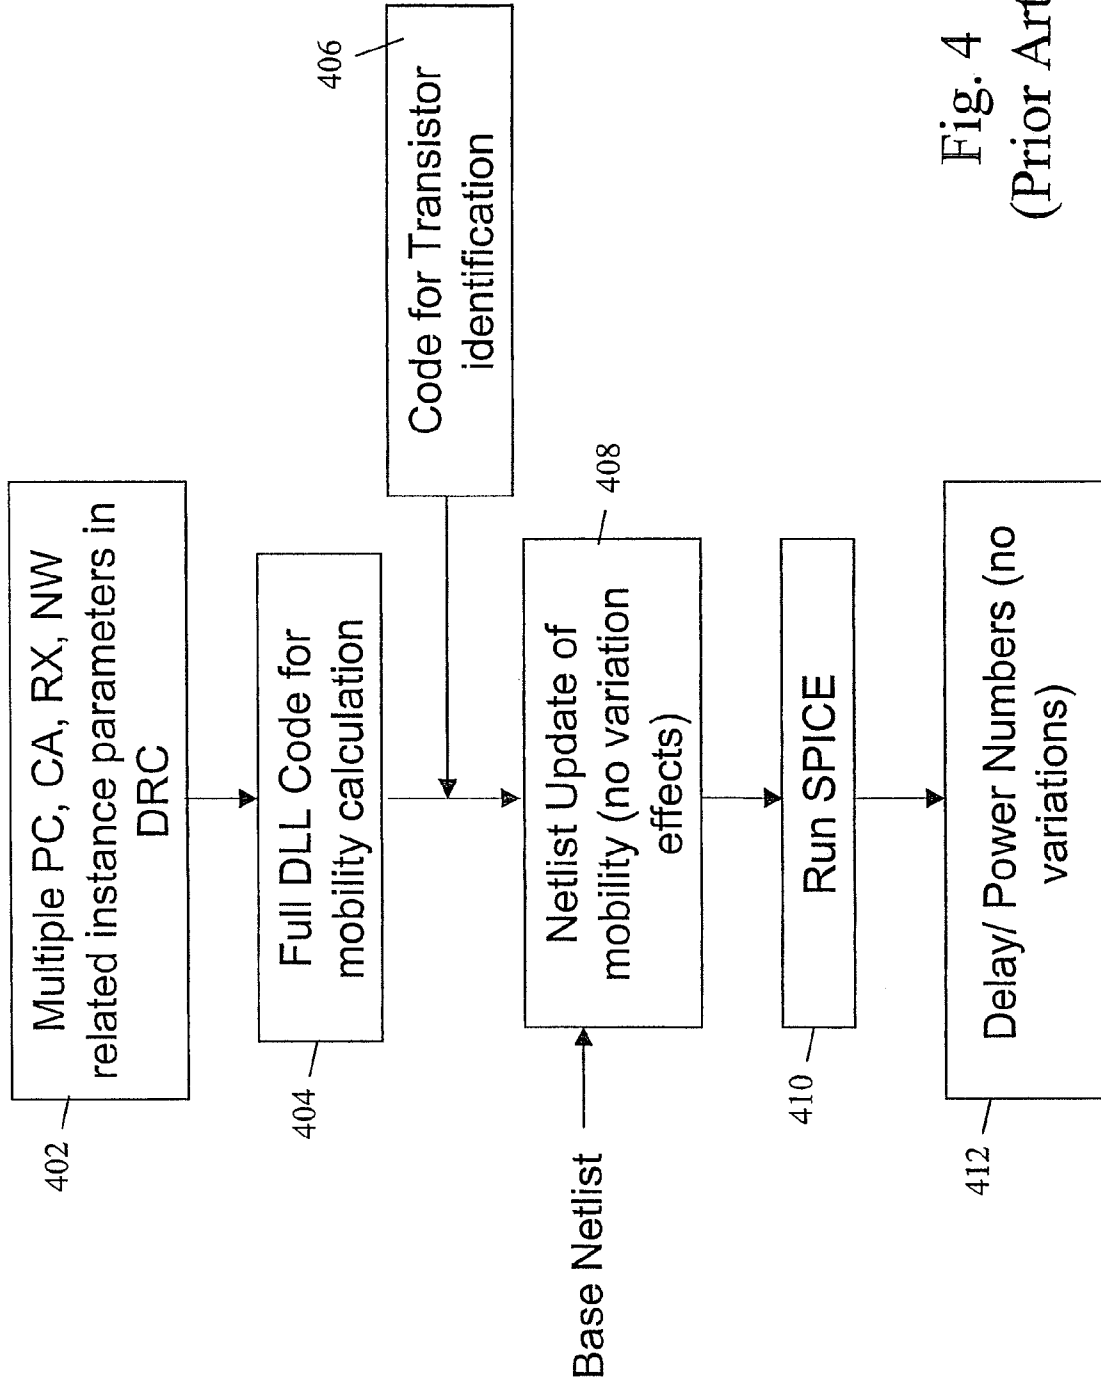 402
Multiple PC, CA, RX, NW
related instance parameters in
DRC
404
Full DLL Code for
mobility calculation
406
Code for Transistor
identification
Base Netlist
408
Netlist Update of
mobility (no variation
effects)
410
Run SPICE
412
Delay/ Power Numbers (no
variations)
Fig. 4
(Prior Art